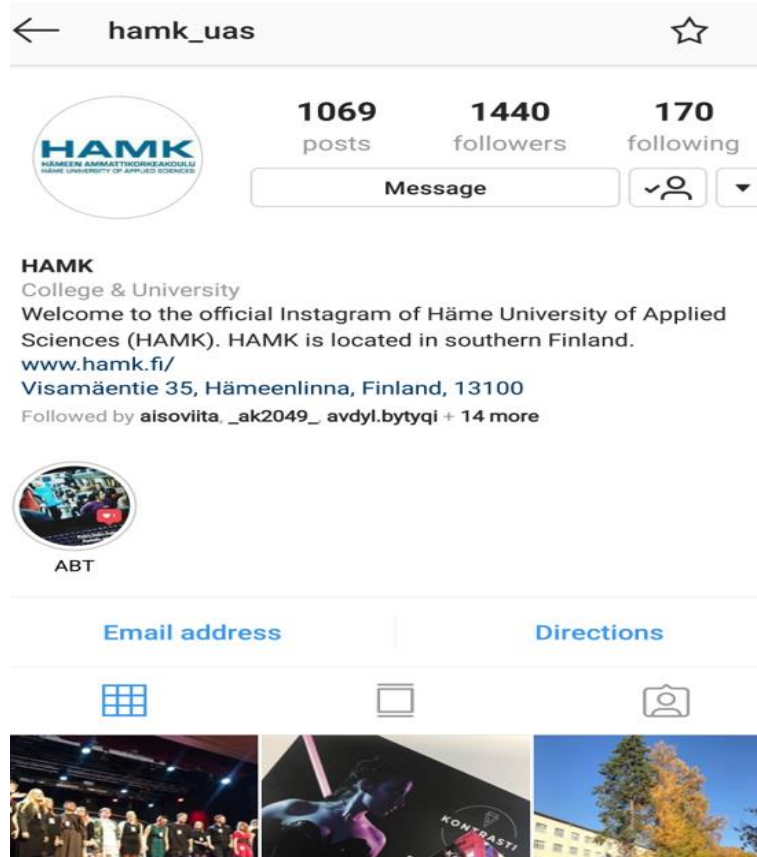 hamk_uas
1069 1440 170
posts followers following
HAMK
HÄMEEN AMMATTIKORKEAKOULU
HÄME UNIVERSITY OF APPLIED SCIENCES
Message
HAMK
College & University
Welcome to the official Instagram of Häme University of Applied
Sciences (HAMK). HAMK is located in southern Finland.
www.hamk.fi/
Visamäentie 35, Hämeenlinna, Finland, 13100
Followed by aisoviita, _ak2049_, avdyl.bytyqi + 14 more
ABT
Email address Directions
KONTRASTI